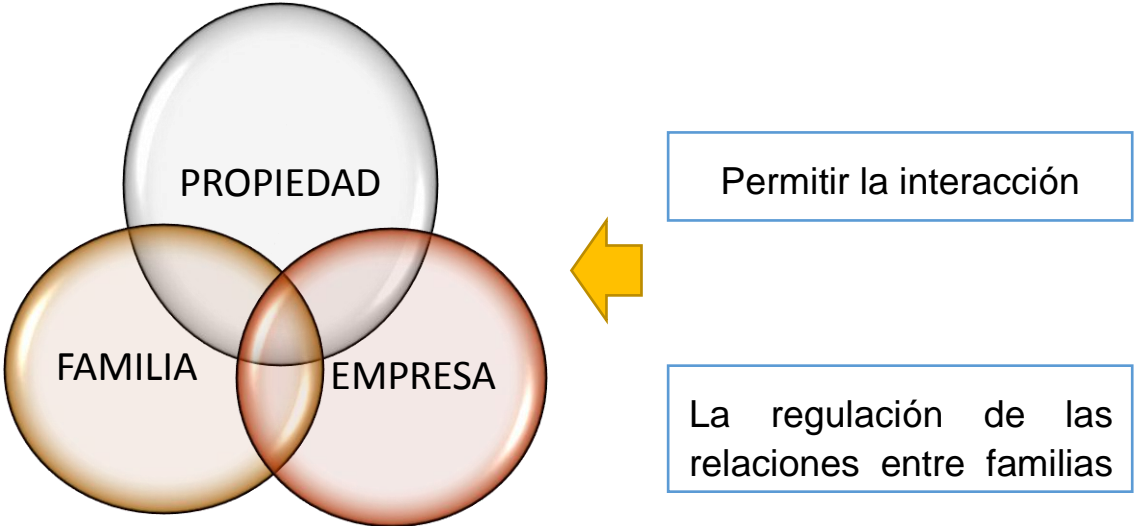 PROPIEDAD
FAMILIA
EMPRESA
Permitir la interacción
La regulación de las
relaciones entre familias